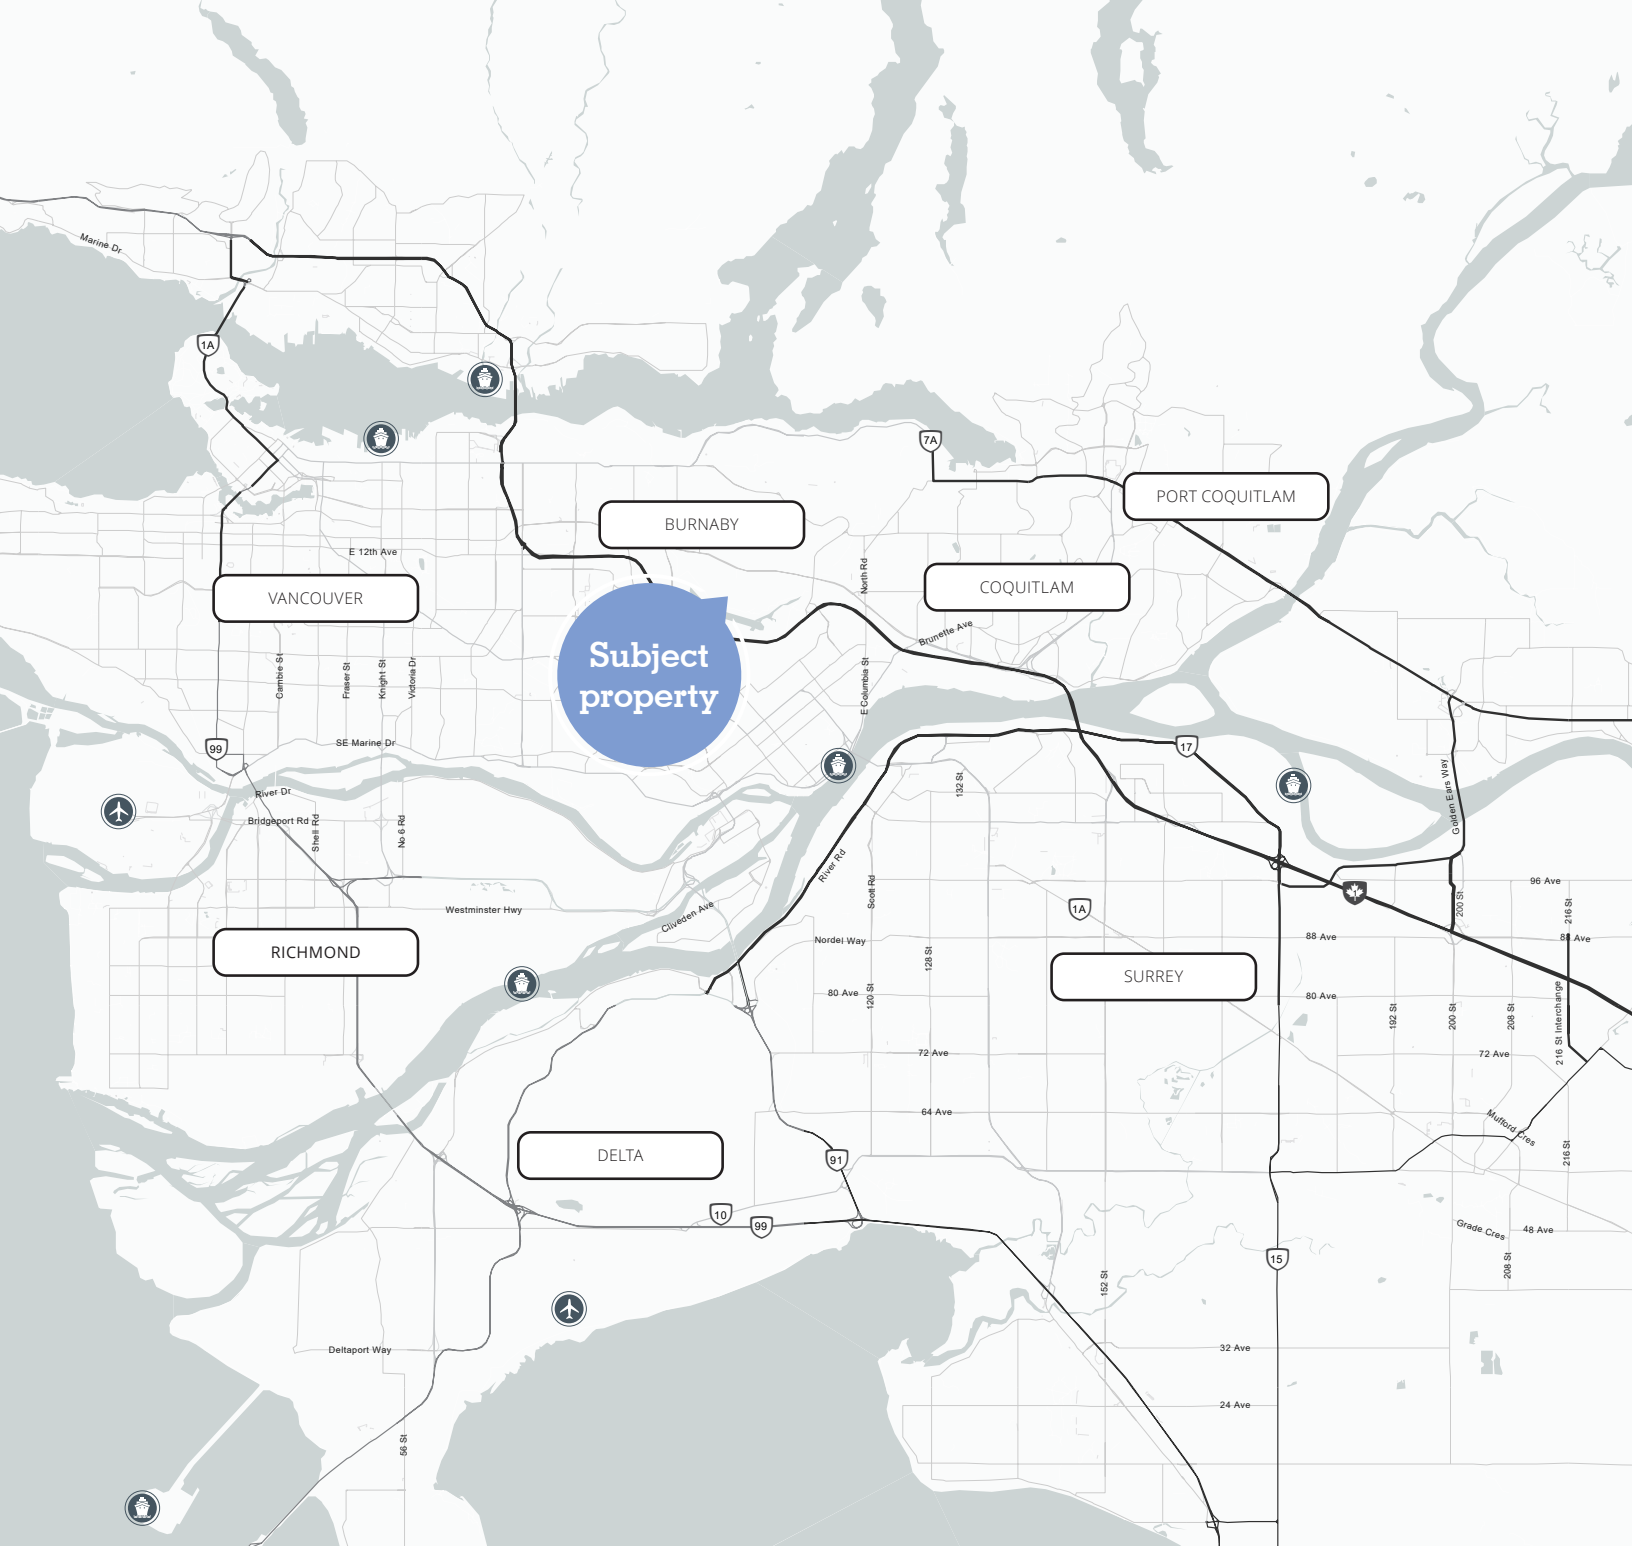 Marine Dr
1A
7A
PORT COQUITLAM
BURNABY
E 12th Ave
North Rd
COQUITLAM
VANCOUVER
Brunette Ave
Subject
property
Cambie St
Fraser St
Knight St
Victoria Dr
E Columbia St
99
SE Marine Dr
17
132 St
Golden Ears Way
River Dr
Bridgeport Rd
Shell Rd
No 6 Rd
River Rd
Scott Rd
1
96 Ave
200 St
216 St
Westminster Hwy
Cliveden Ave
1A
88 Ave
88 Ave
Nordel Way
RICHMOND
128 St
SURREY
80 Ave
120 St
80 Ave
192 St
200 St
208 St
216 St Interchange
72 Ave
72 Ave
64 Ave
Mufford Cres
216 St
DELTA
91
10
99
Grade Cres
48 Ave
15
208 St
152 St
Deltaport Way
32 Ave
24 Ave
56 St